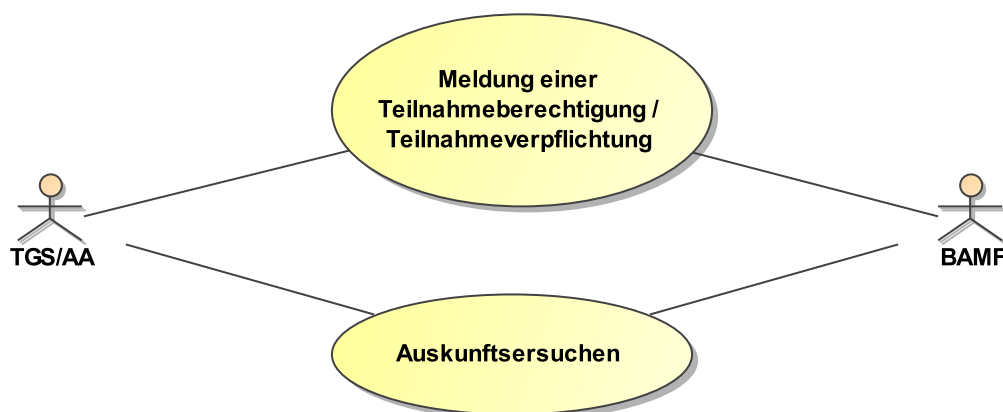 Meldung einer
Teilnahmeberechtigung /
Teilnahmeverpflichtung
TGS/AA
BAMF
Auskunftsersuchen